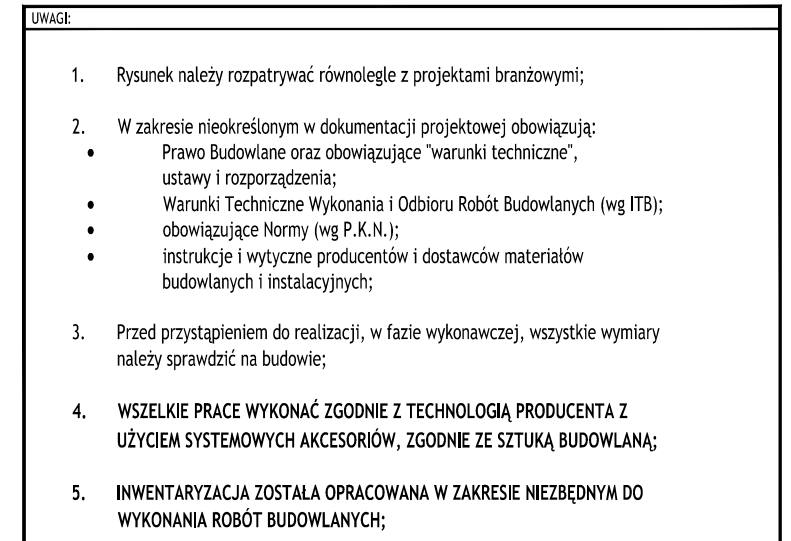 UWAGI:
1. Rysunek należy rozpatrywać równolegle z projektami branżowymi;
2. W zakresie nieokreślonym w dokumentacji projektowej obowiązują:
• Prawo Budowlane oraz obowiązujące "warunki techniczne",
ustawy i rozporządzenia;
• Warunki Techniczne Wykonania i Odbioru Robót Budowlanych (wg ITB);
• obowiązujące Normy (wg P.K.N.);
• instrukcje i wytyczne producentów i dostawców materiałów
budowlanych i instalacyjnych;
3. Przed przystąpieniem do realizacji, w fazie wykonawczej, wszystkie wymiary
należy sprawdzić na budowie;
4. WSZELKIE PRACE WYKONAĆ ZGODNIE Z TECHNOLOGIĄ PRODUCENTA Z
UŻYCIEM SYSTEMOWYCH AKCESORIÓW, ZGODNIE ZE SZTUKĄ BUDOWLANĄ;
5. INWENTARYZACJA ZOSTAŁA OPRACOWANA W ZAKRESIE NIEZBĘDNYM DO
WYKONANIA ROBÓT BUDOWLANYCH;